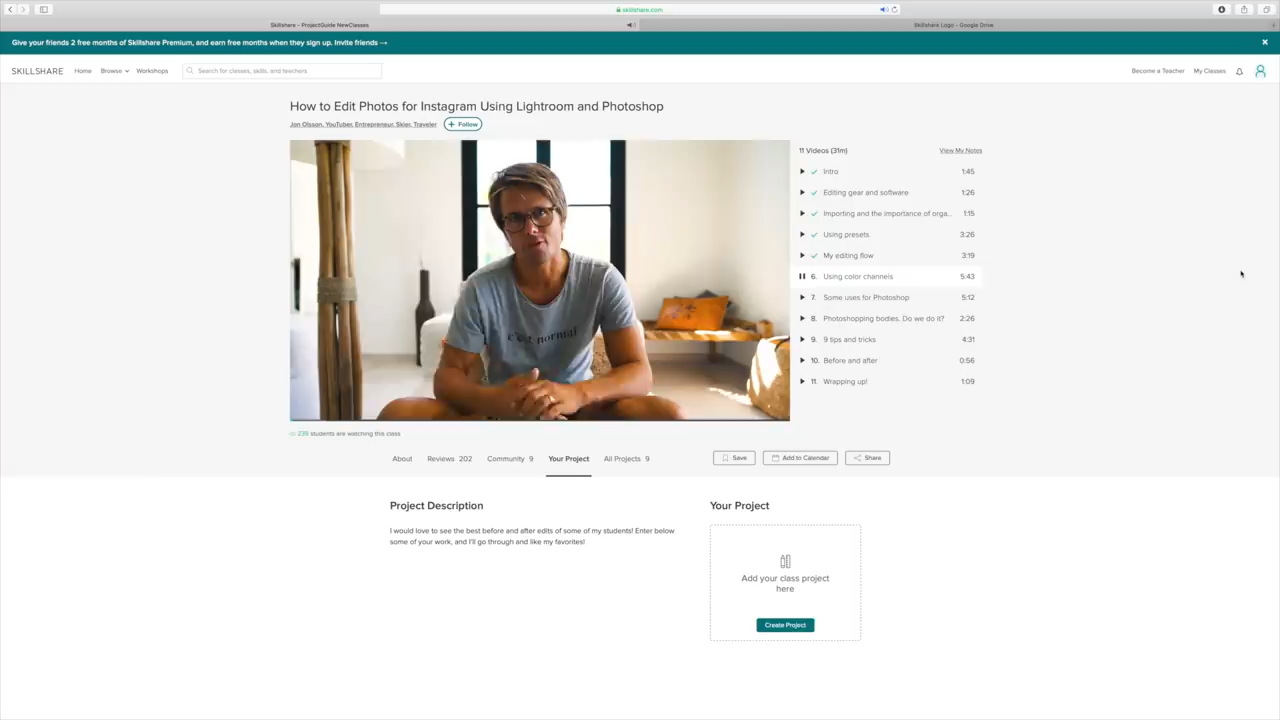 skillshare.com
Skillshare – ProjectGuide NewClasses
Skillshare Logo – Google Drive
Give your friends 2 free months of Skillshare Premium, and earn free months when they sign up. Invite friends →
SKILLSHARE Home Browse Workshops Search for classes, skills, and teachers Become a Teacher My Classes
How to Edit Photos for Instagram Using Lightroom and Photoshop
Jon Olsson, YouTuber, Entrepreneur, Skier, Traveler + Follow
11 Videos (31m) View My Notes
Intro 1:45
Editing gear and software 1:26
Importing and the importance of orga... 1:15
Using presets 3:26
My editing flow 3:19
6. Using color channels 5:43
7. Some uses for Photoshop 5:12
8. Photoshopping bodies. Do we do it? 2:26
9. 9 tips and tricks 4:31
10. Before and after 0:56
11. Wrapping up! 1:09
normal
239 students are watching this class
About Reviews 202 Community 9 Your Project All Projects 9 Save Add to Calendar Share
Project Description
I would love to see the best before and after edits of some of my students! Enter below
some of your work, and I'll go through and like my favorites!
Your Project
Add your class project
here
Create Project